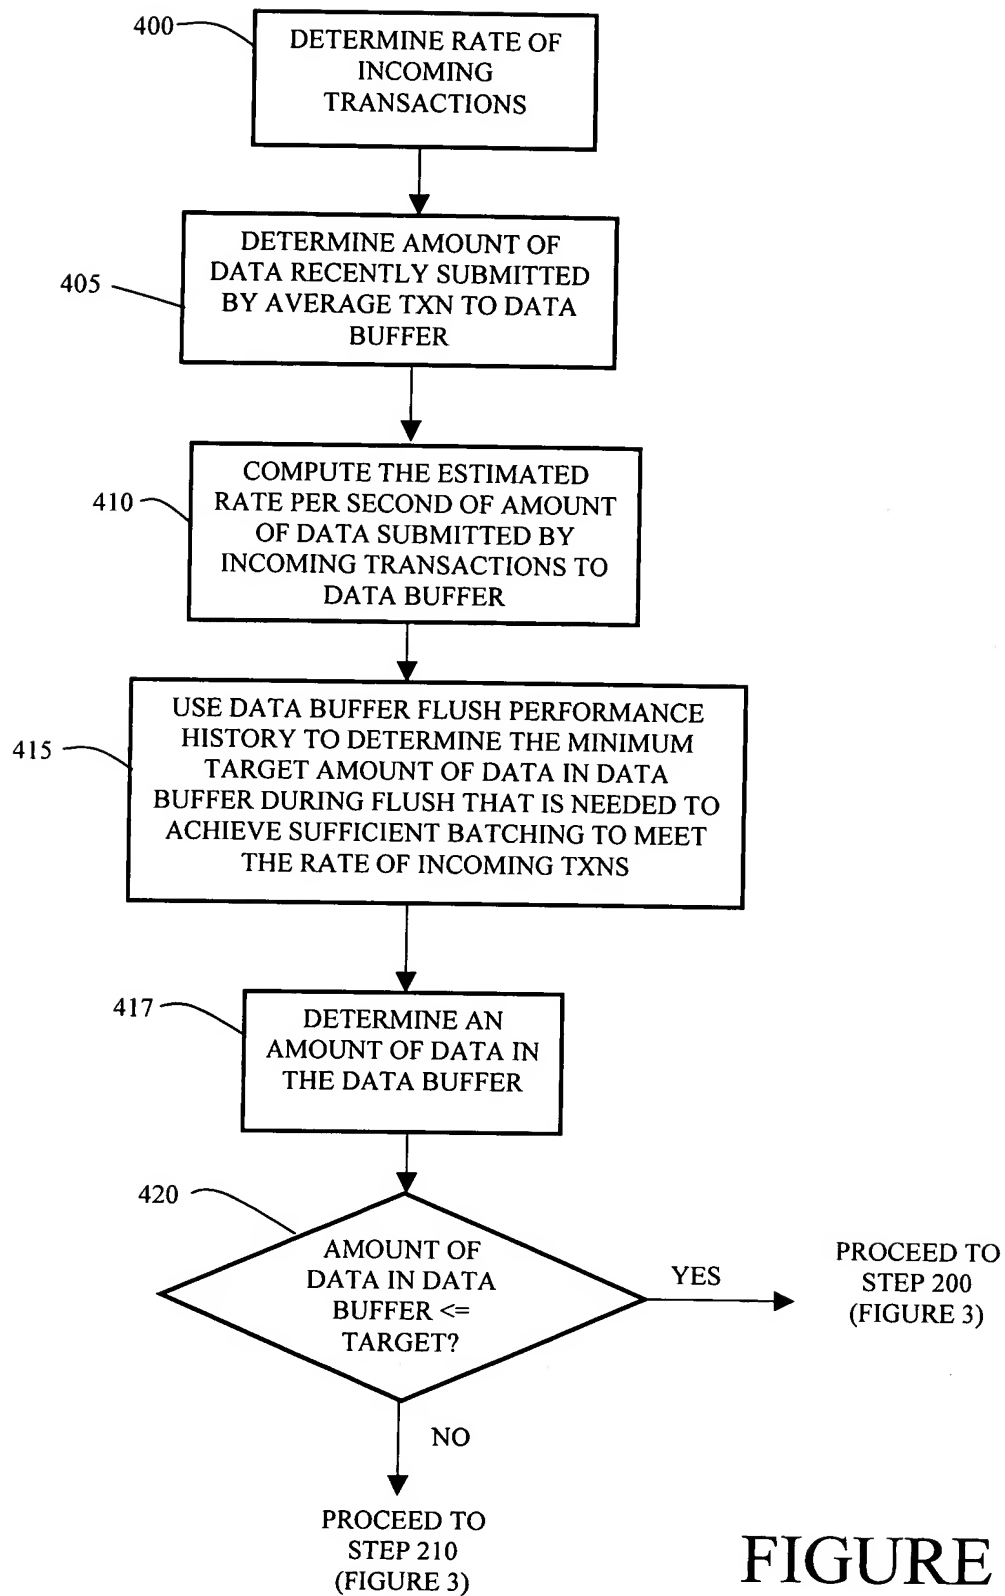 400
DETERMINE RATE OF
INCOMING
TRANSACTIONS
405
DETERMINE AMOUNT OF
DATA RECENTLY SUBMITTED
BY AVERAGE TXN TO DATA
BUFFER
410
COMPUTE THE ESTIMATED
RATE PER SECOND OF AMOUNT
OF DATA SUBMITTED BY
INCOMING TRANSACTIONS TO
DATA BUFFER
415
USE DATA BUFFER FLUSH PERFORMANCE
HISTORY TO DETERMINE THE MINIMUM
TARGET AMOUNT OF DATA IN DATA
BUFFER DURING FLUSH THAT IS NEEDED TO
ACHIEVE SUFFICIENT BATCHING TO MEET
THE RATE OF INCOMING TXNS
417
DETERMINE AN
AMOUNT OF DATA IN
THE DATA BUFFER
420
AMOUNT OF
DATA IN DATA
BUFFER <=
TARGET?
YES
PROCEED TO
STEP 200
(FIGURE 3)
NO
PROCEED TO
STEP 210
(FIGURE 3)
FIGURE